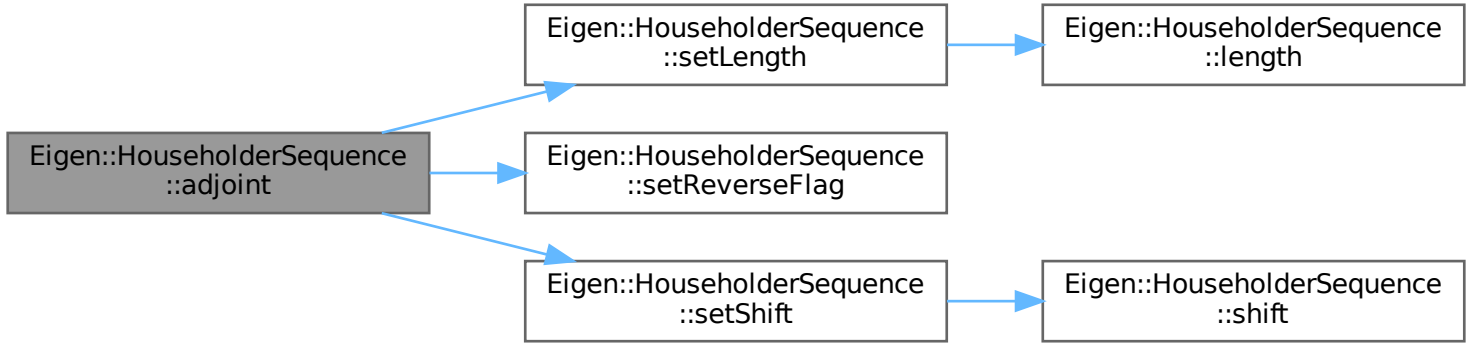 Eigen::HouseholderSequence
::adjoint
Eigen::HouseholderSequence
::setLength
Eigen::HouseholderSequence
::length
Eigen::HouseholderSequence
::setReverseFlag
Eigen::HouseholderSequence
::setShift
Eigen::HouseholderSequence
::shift